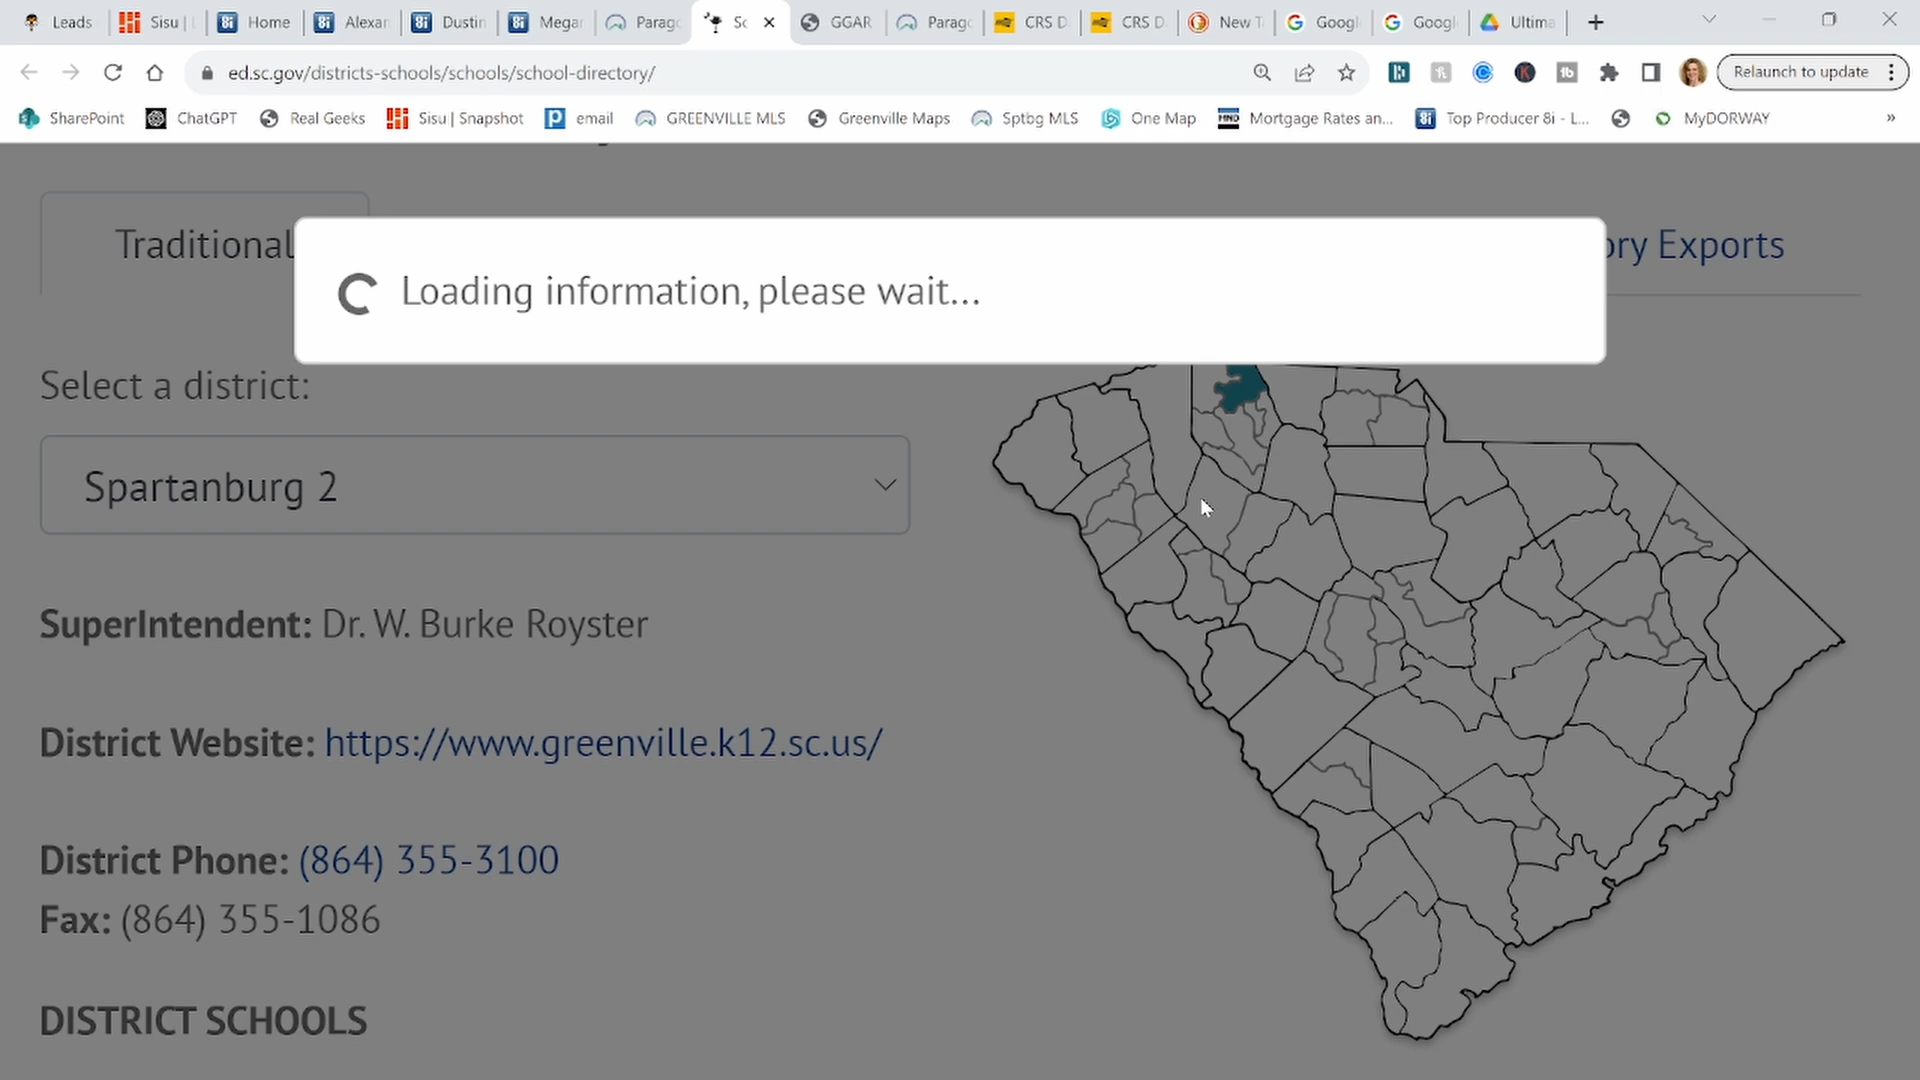 Leads
Sisu | L
Home
Alexan
Dustin
Megan
Parago
Sc
GGAR
Parago
CRS D
CRS D
New T
Googl
Googl
Ultima
ed.sc.gov/districts-schools/schools/school-directory/
Relaunch to update
SharePoint
ChatGPT
Real Geeks
Sisu | Snapshot
email
GREENVILLE MLS
Greenville Maps
Sptbg MLS
One Map
Mortgage Rates an...
Top Producer 8i - L...
MyDORWAY
»
Traditional
ory Exports
Loading information, please wait...
Select a district:
Spartanburg 2
SuperIntendent: Dr. W. Burke Royster
District Website: https://www.greenville.k12.sc.us/
District Phone: (864) 355-3100
Fax: (864) 355-1086
DISTRICT SCHOOLS